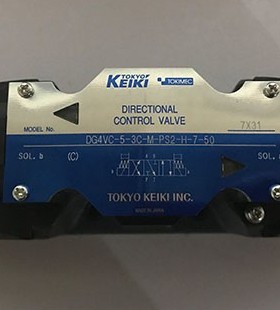 TOKYO
KEIKI TOKIMEC
DIRECTIONAL
CONTROL VALVE
7X31
MODEL No.
DG4VC-5-3C-M-PS2-H-7-50
SOL. b (C) SOL. a
TOKYO KEIKI INC.
MADE IN JAPAN